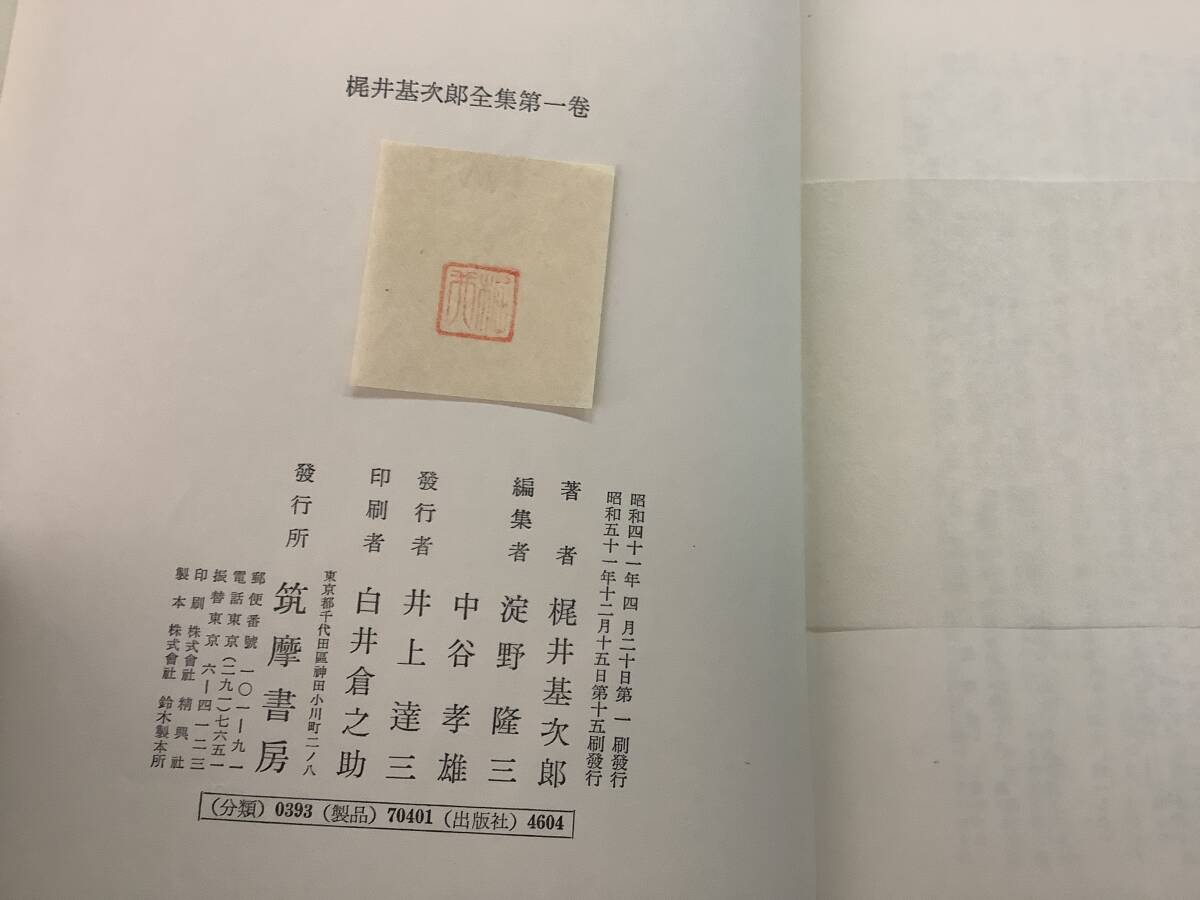 梶井基次郎全集第一卷
昭和四十一年 四 月二十日第 一 刷發行
昭和五十一年十二月十五日第十五刷發行
著 者 梶井基次郎
編集者 淀野隆三
中谷孝雄
發行者 井上達三
印刷者 白井倉之助
東京都千代田區神田小川町二ノ八
發行所 筑摩書房
郵便番號 一〇一―九一
電話東京(二九一)七六五一
振替東京 六―四一二三
印刷 株式會社 精興社
製本 株式會社 鈴木製本所
(分類) 0393 (製品) 70401 (出版社) 4604